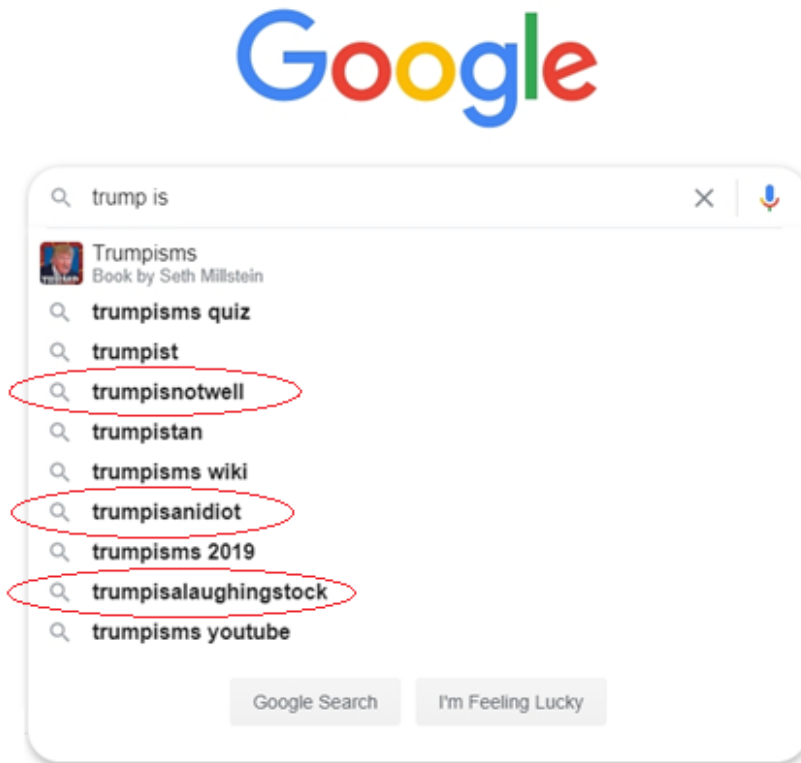 Google
trump is
Trumpisms
Book by Seth Millstein
trumpisms quiz
trumpist
trumpisnotwell
trumpistan
trumpisms wiki
trumpisanidiot
trumpisms 2019
trumpisalaughingstock
trumpisms youtube
Google Search I'm Feeling Lucky